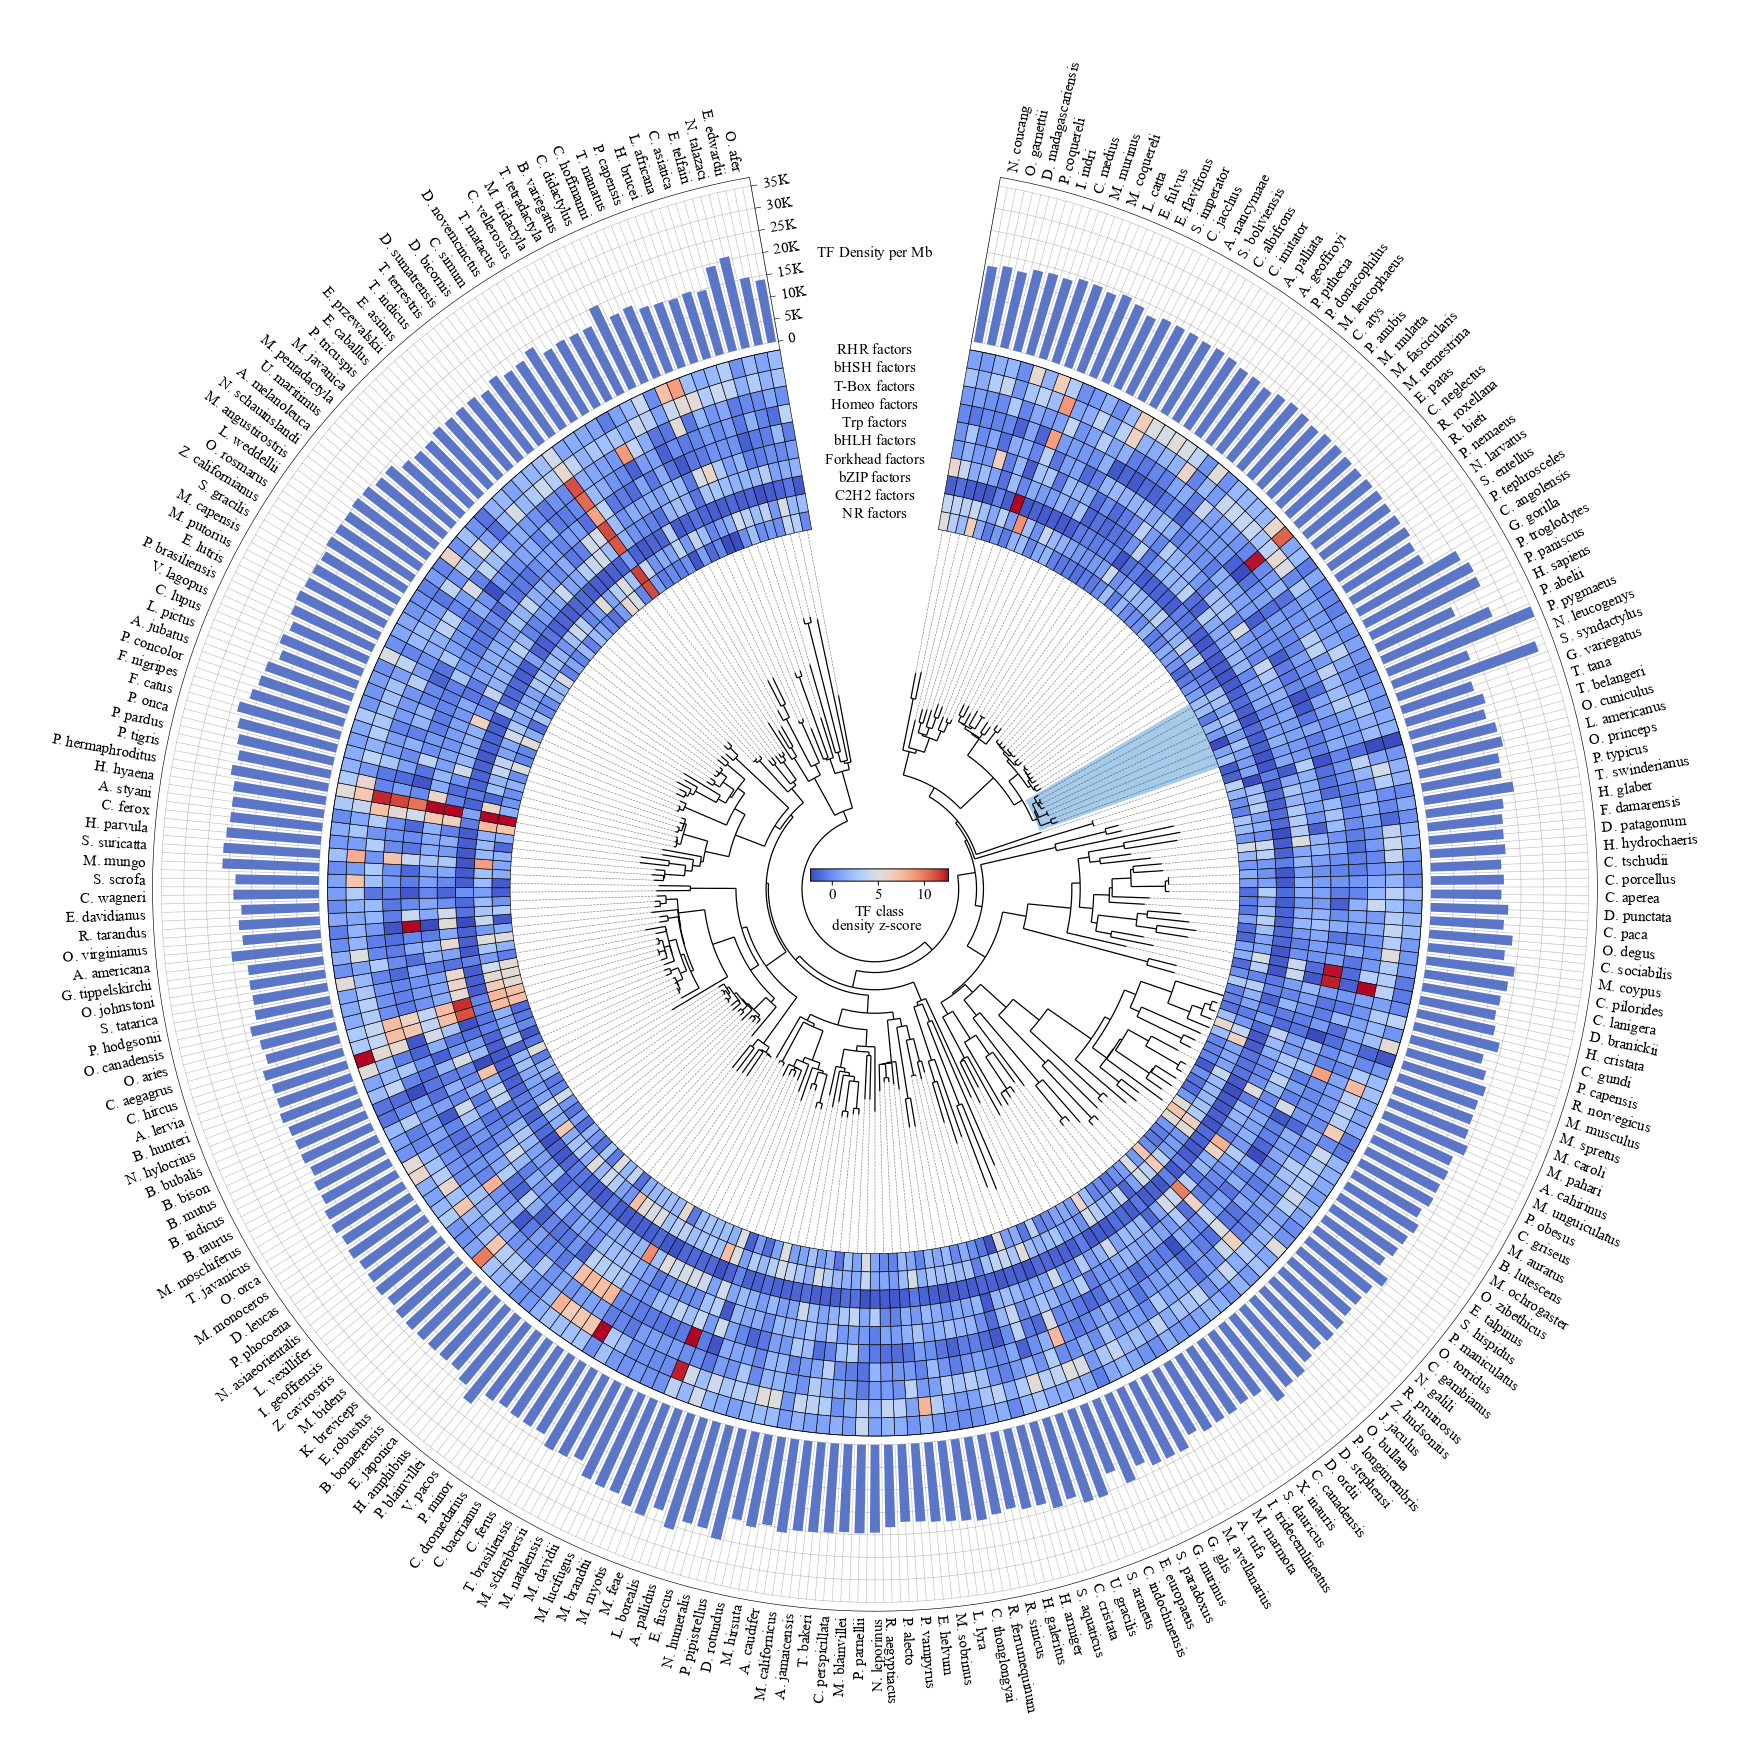 N. coucang
O. garnettii
D. madagascariensis
P. coquereli
I. indri
C. medius
M. murinus
M. coquereli
L. catta
E. fulvus
E. flavifrons
S. imperator
C. jacchus
A. nancymaae
S. boliviensis
C. albifrons
C. imitator
A. palliata
A. geoffroyi
P. pithecia
P. donacophilus
M. leucophaeus
C. atys
P. anubis
M. mulatta
M. fascicularis
M. nemestrina
E. patas
C. neglectus
R. roxellana
R. bieti
P. nemaeus
N. larvatus
S. entellus
P. tephrosceles
C. angolensis
G. gorilla
P. troglodytes
P. paniscus
H. sapiens
P. abelii
P. pygmaeus
N. leucogenys
S. syndactylus
G. variegatus
T. tana
T. belangeri
O. cuniculus
L. americanus
O. princeps
P. typicus
T. swinderianus
H. glaber
F. damarensis
D. patagonum
H. hydrochaeris
C. tschudii
C. porcellus
C. aperea
D. punctata
C. paca
O. degus
C. sociabilis
M. coypus
C. pilorides
C. lanigera
D. branickii
H. cristata
C. gundi
P. capensis
R. norvegicus
M. musculus
M. spretus
M. caroli
M. pahari
A. cahirinus
M. unguiculatus
P. obesus
C. griseus
M. auratus
B. lutescens
M. ochrogaster
O. zibethicus
E. talpinus
S. hispidus
P. maniculatus
O. torridus
C. gambianus
N. galili
R. pruinosus
Z. hudsonius
J. jaculus
O. bullata
P. longimembris
D. stephensi
D. ordii
C. canadensis
X. inauris
S. dauricus
I. tridecemlineatus
M. marmota
A. rufa
M. avellanarius
G. glis
G. murinus
S. paradoxus
E. europaeus
C. indochinensis
S. araneus
U. gracilis
C. cristata
S. aquaticus
H. armiger
H. galeritus
R. sinicus
R. ferrumequinum
C. thonglongyai
L. lyra
M. sobrinus
E. helvum
P. vampyrus
P. alecto
R. aegyptiacus
N. leporinus
P. parnellii
M. blainvillei
C. perspicillata
T. bakeri
A. jamaicensis
M. californicus
A. caudifer
M. hirsuta
D. rotundus
P. pipistrellus
N. humeralis
E. fuscus
A. pallidus
L. borealis
M. feae
M. myotis
M. brandtii
M. lucifugus
M. davidii
M. natalensis
M. schreibersii
T. brasiliensis
C. ferus
C. bactrianus
C. dromedarius
P. minor
V. pacos
P. blainvillei
H. amphibius
E. japonica
B. bonaerensis
E. robustus
K. breviceps
M. bidens
Z. cavirostris
I. geoffrensis
L. vexillifer
N. asiaeorientalis
P. phocoena
D. leucas
M. monoceros
O. orca
T. javanicus
M. moschiferus
B. taurus
B. indicus
B. mutus
B. bison
B. bubalis
N. hylocrius
B. hunteri
A. lervia
C. hircus
C. aegagrus
O. aries
O. canadensis
P. hodgsonii
S. tatarica
O. johnstoni
G. tippelskirchi
A. americana
O. virginianus
R. tarandus
E. davidianus
C. wagneri
S. scrofa
M. mungo
S. suricatta
H. parvula
C. ferox
A. styani
H. hyaena
P. hermaphroditus
P. tigris
P. pardus
P. onca
F. catus
F. nigripes
P. concolor
A. jubatus
L. pictus
C. lupus
V. lagopus
P. brasiliensis
E. lutris
M. putorius
M. capensis
S. gracilis
Z. californianus
O. rosmarus
L. weddellii
M. angustirostris
N. schauinslandi
A. melanoleuca
U. maritimus
M. pentadactyla
M. javanica
P. tricuspis
E. caballus
E. przewalskii
E. asinus
T. indicus
T. terrestris
D. sumatrensis
D. bicornis
C. simum
D. novemcinctus
T. matacus
C. vellerosus
M. tridactyla
T. tetradactyla
B. variegatus
C. didactylus
C. hoffmanni
T. manatus
P. capensis
H. brucei
L. africana
C. asiatica
E. telfairi
N. talazaci
E. edwardii
O. afer
35K
30K
25K
20K
15K
10K
5K
0
TF Density per Mb
RHR factors
bHSH factors
T-Box factors
Homeo factors
Trp factors
bHLH factors
Forkhead factors
bZIP factors
C2H2 factors
NR factors
0 5 10
TF class
density z-score